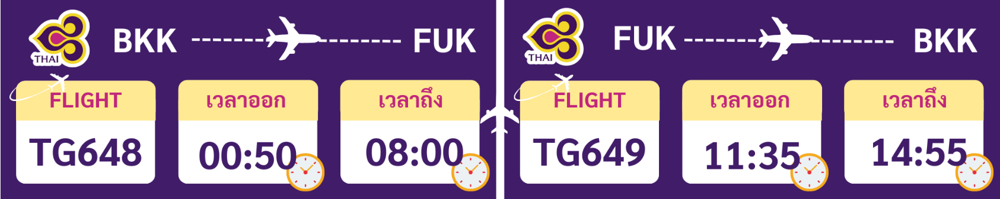 THAI
BKK FUK
FLIGHT เวลาออก เวลาถึง
TG648 00:50 08:00
THAI
FUK BKK
FLIGHT เวลาออก เวลาถึง
TG649 11:35 14:55